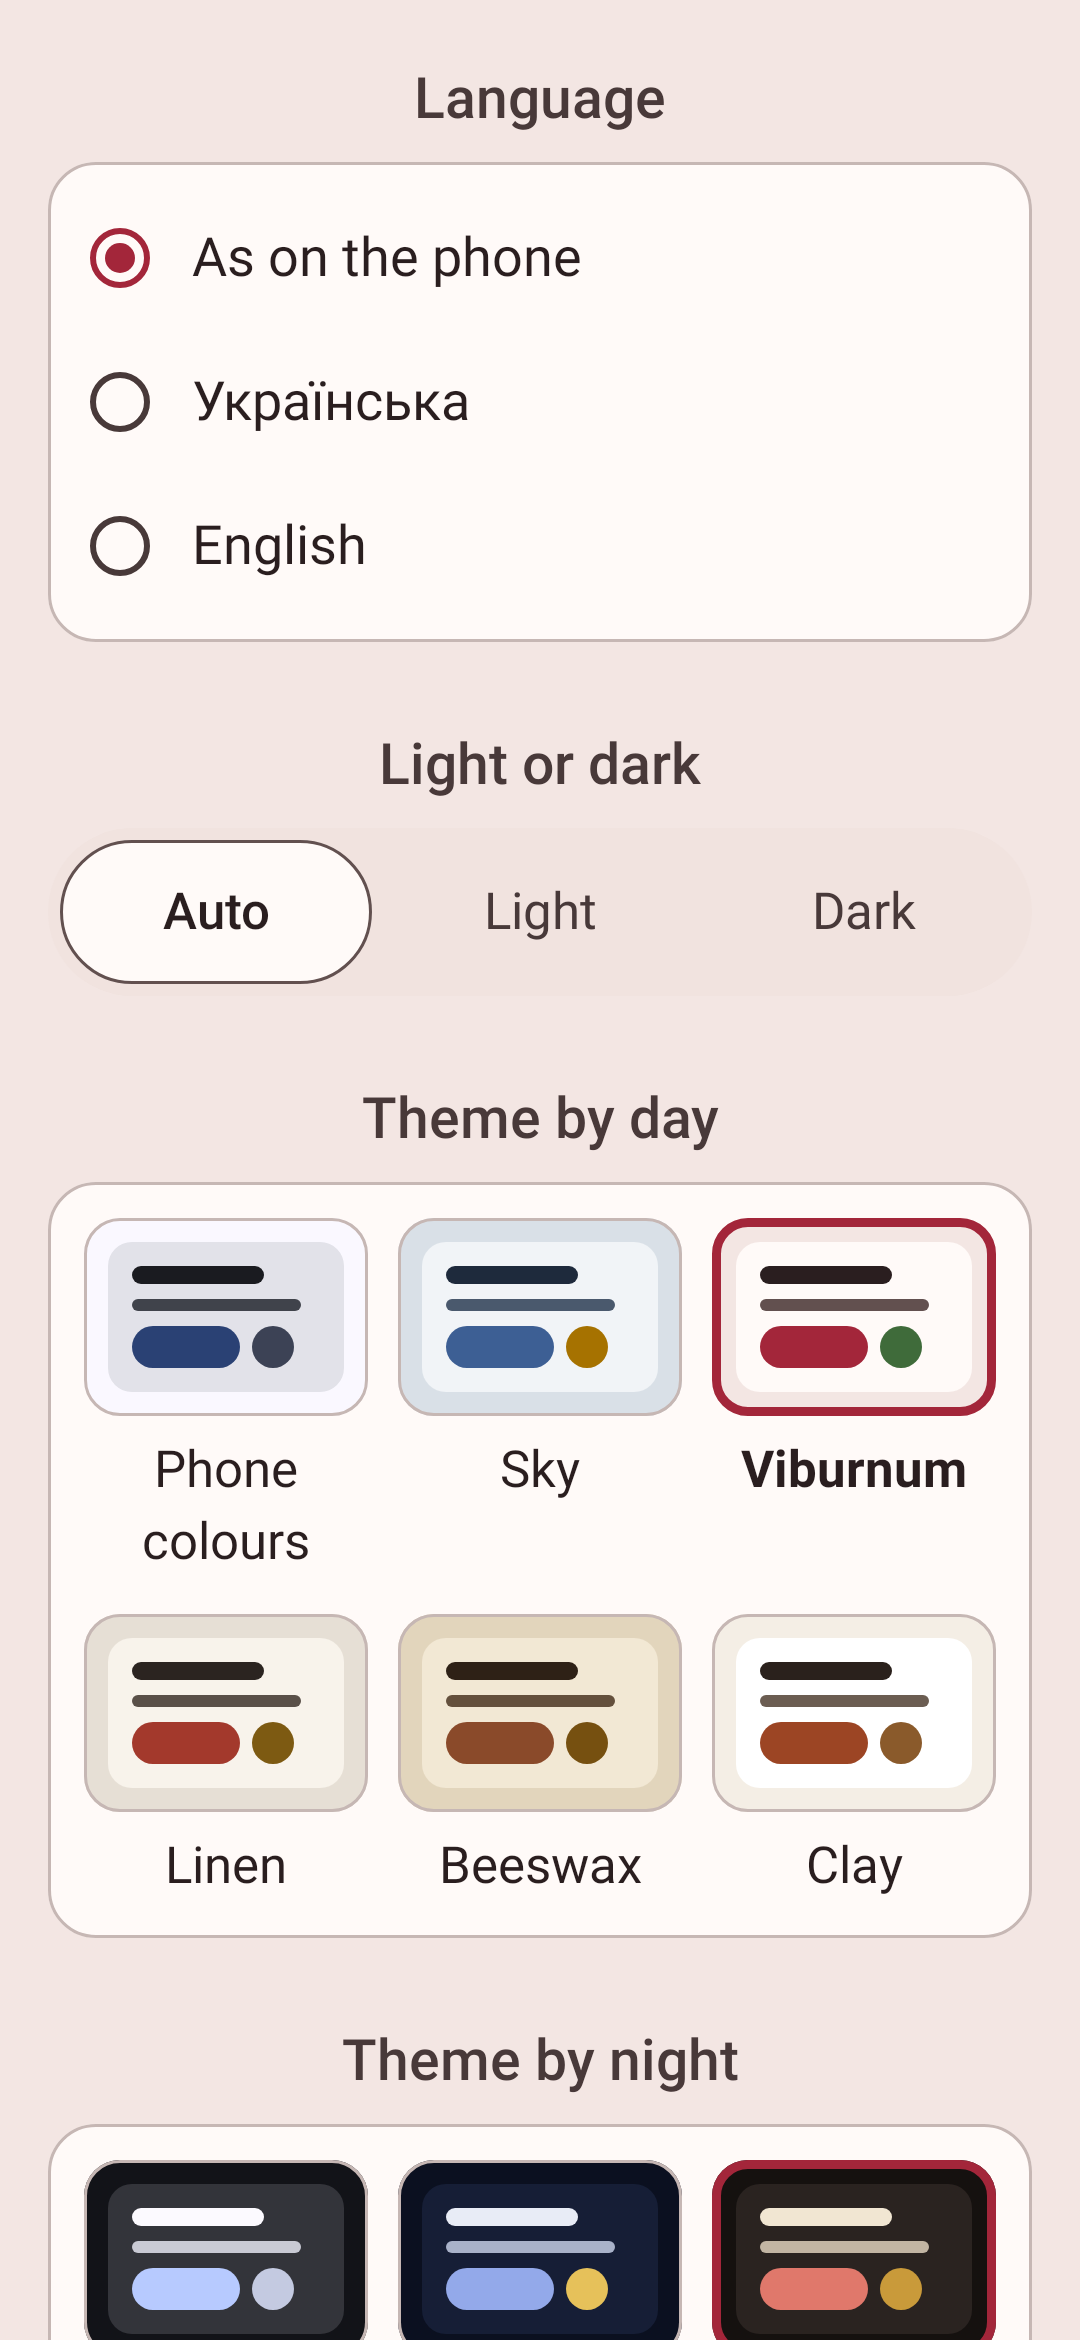 Language
As on the phone
Українська
English
Light or dark
Auto
Light
Dark
Theme by day
Phone
colours
Sky
Viburnum
Linen
Beeswax
Clay
Theme by night